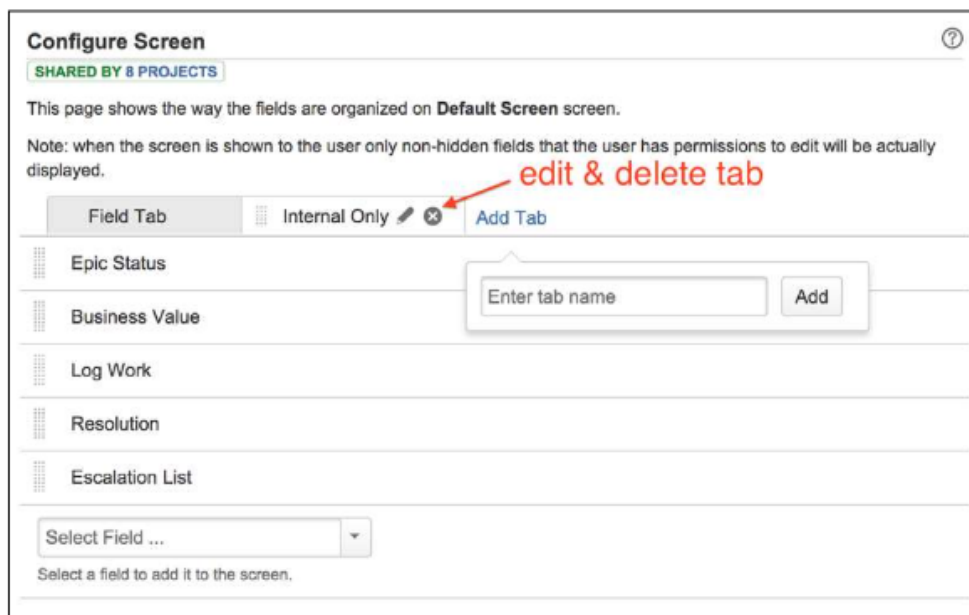 Configure Screen
SHARED BY 8 PROJECTS
This page shows the way the fields are organized on Default Screen screen.
Note: when the screen is shown to the user only non-hidden fields that the user has permissions to edit will be actually
displayed.
edit & delete tab
Field Tab Internal Only Add Tab
Epic Status
Enter tab name Add
Business Value
Log Work
Resolution
Escalation List
Select Field ...
Select a field to add it to the screen.